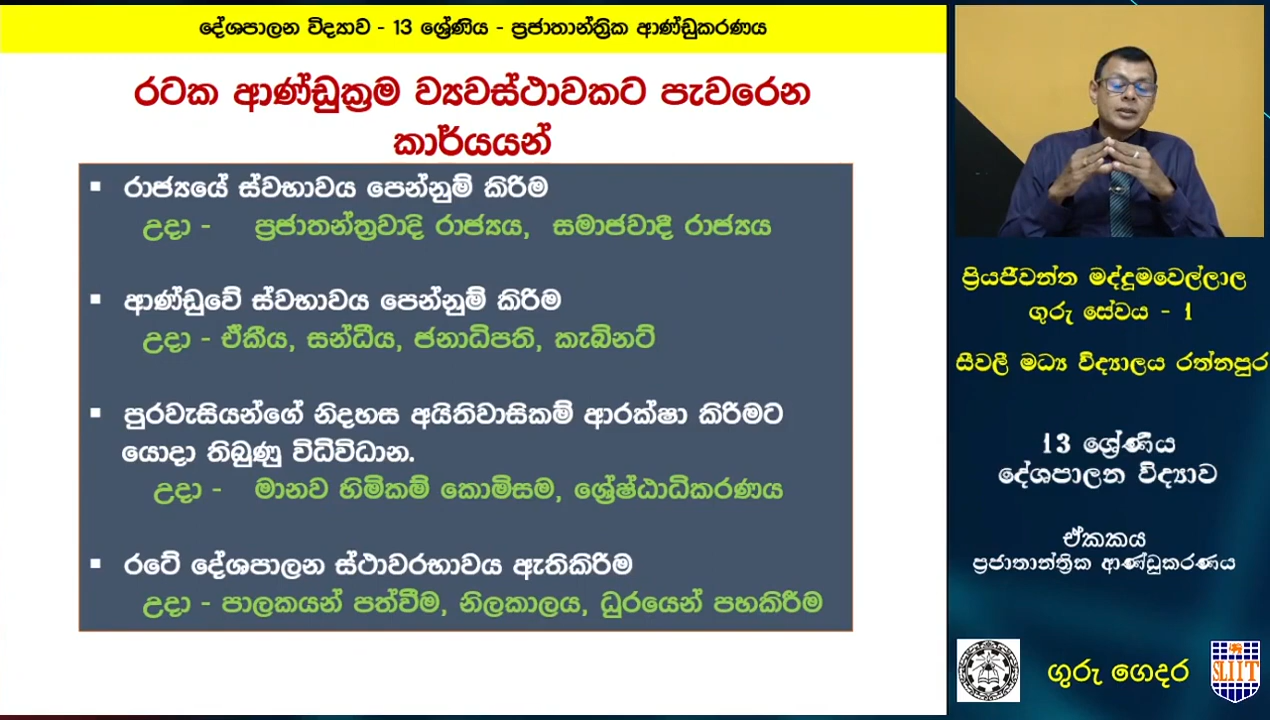 දේශපාලන විද්‍යාව - 13 ශ්‍රේණිය - ප්‍රජාතාන්ත්‍රික ආණ්ඩුකරණය
රටක ආණ්ඩුක්‍රම ව්‍යවස්ථාවකට පැවරෙන
කාර්යයන්
▪ රාජ්‍යයේ ස්වභාවය පෙන්නුම් කිරිම
උදා - ප්‍රජාතන්ත්‍රවාදි රාජ්‍යය, සමාජවාදී රාජ්‍යය
▪ ආණ්ඩුවේ ස්වභාවය පෙන්නුම් කිරිම
උදා - ඒකීය, සන්ධීය, ජනාධිපති, කැබිනට්
▪ පුරවැසියන්ගේ නිදහස අයිතිවාසිකම් ආරක්ෂා කිරිමට
යොදා තිබුණු විධිවිධාන.
උදා - මානව හිමිකම් කොමිසම, ශ්‍රේෂ්ඨාධිකරණය
▪ රටේ දේශපාලන ස්ථාවරභාවය ඇතිකිරිම
උදා - පාලකයන් පත්වීම, නිලකාලය, ධුරයෙන් පහකිරීම
ප්‍රියජීවන්ත මද්දූමවෙල්ලාල
ගුරු සේවය - 1
සීවලී මධ්‍ය විද්‍යාලය රත්නපුර
13 ශ්‍රේණිය
දේශපාලන විද්‍යාව
ඒකකය
ප්‍රජාතාන්ත්‍රික ආණ්ඩුකරණය
ගුරු ගෙදර
SLIIT